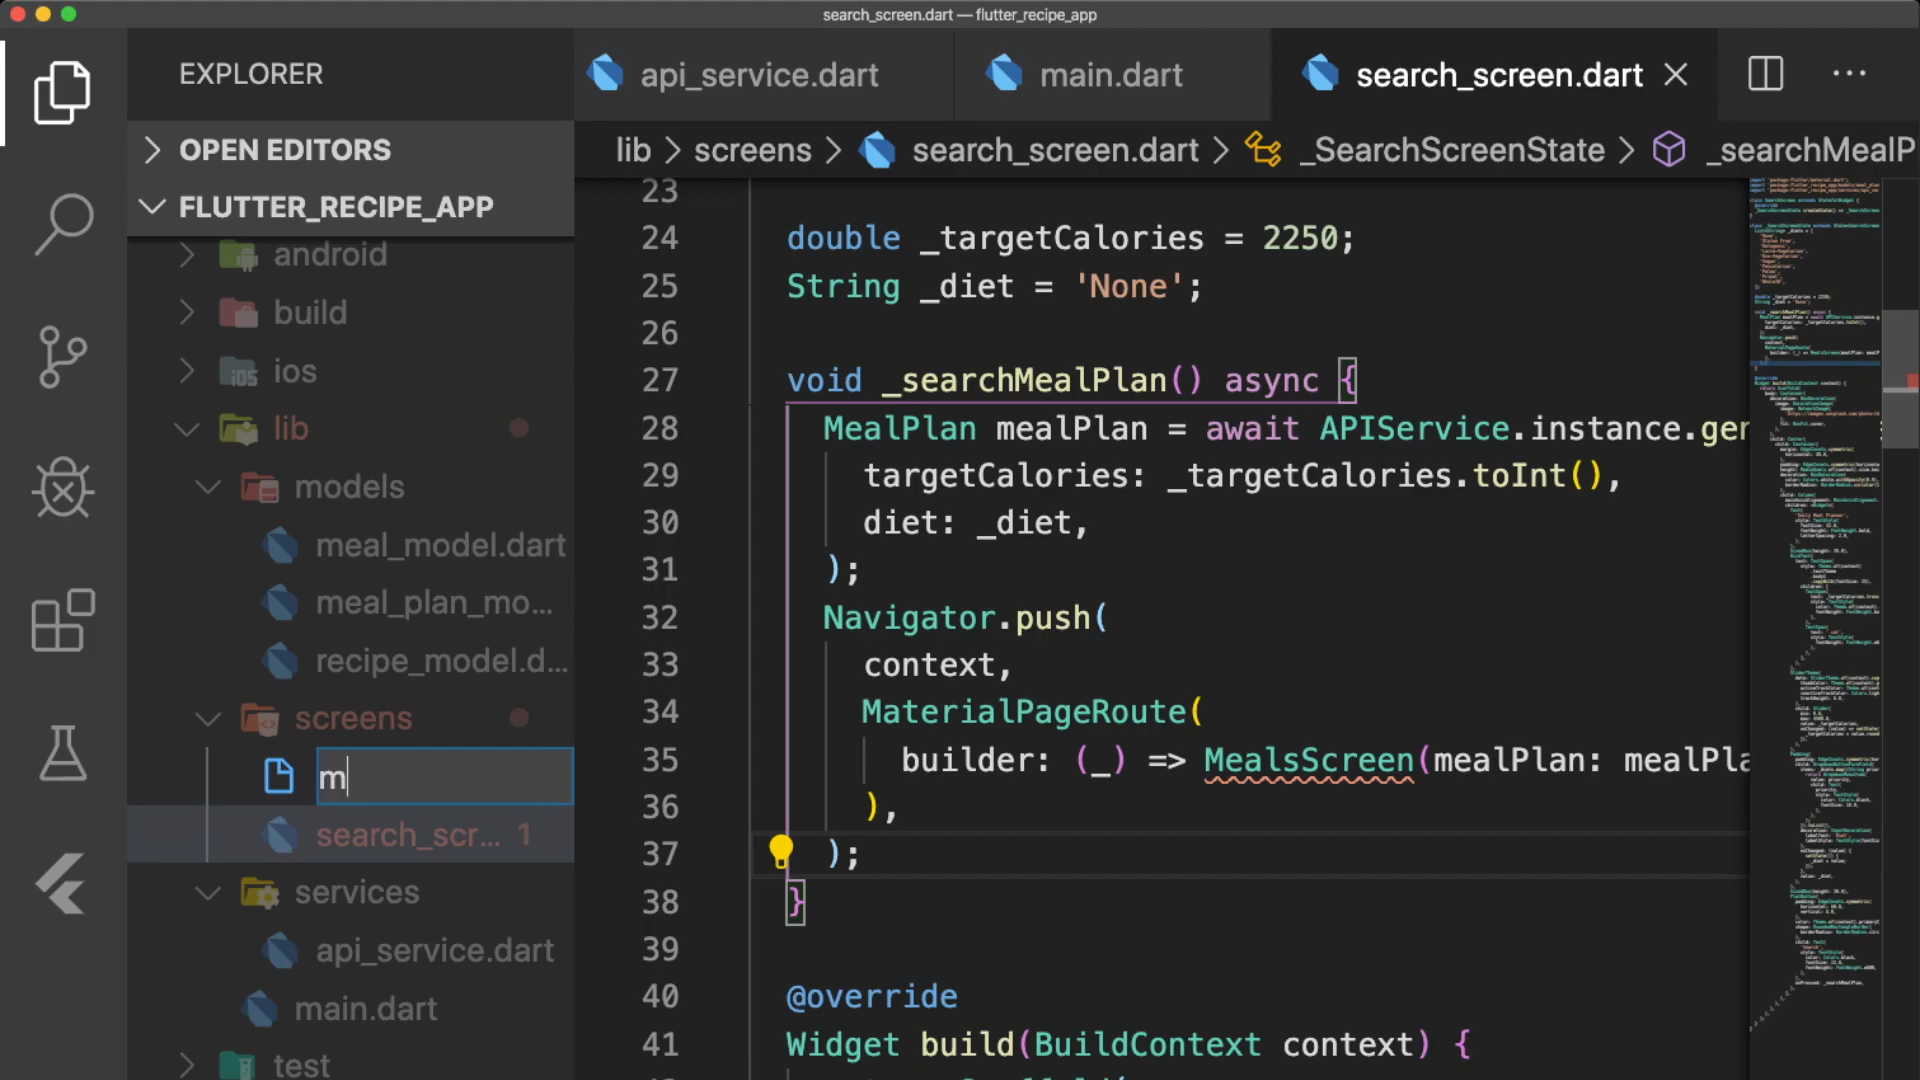 search_screen.dart — flutter_recipe_app
EXPLORER
OPEN EDITORS
FLUTTER_RECIPE_APP
android
build
ios
lib
models
meal_model.dart
meal_plan_mo...
recipe_model.d...
screens
m
search_scr... 1
services
api_service.dart
main.dart
test
api_service.dart main.dart search_screen.dart
lib > screens > search_screen.dart > _SearchScreenState > _searchMealP
23
24 double _targetCalories = 2250;
25 String _diet = 'None';
26
27 void _searchMealPlan() async {
28 MealPlan mealPlan = await APIService.instance.gen
29 targetCalories: _targetCalories.toInt(),
30 diet: _diet,
31 );
32 Navigator.push(
33 context,
34 MaterialPageRoute(
35 builder: (_) => MealsScreen(mealPlan: mealPla
36 ),
37 );
38 }
39
40 @override
41 Widget build(BuildContext context) {